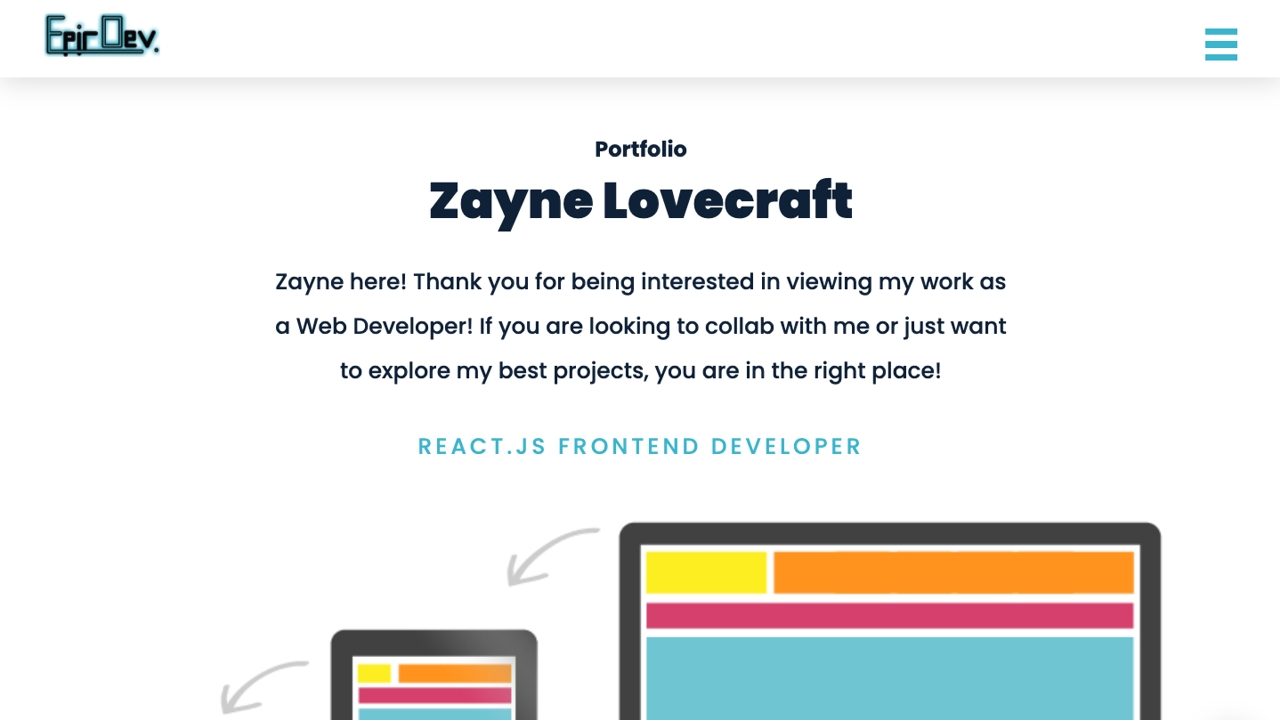 Epic Dev.
Portfolio
Zayne Lovecraft
Zayne here! Thank you for being interested in viewing my work as
a Web Developer! If you are looking to collab with me or just want
to explore my best projects, you are in the right place!
REACT.JS FRONTEND DEVELOPER